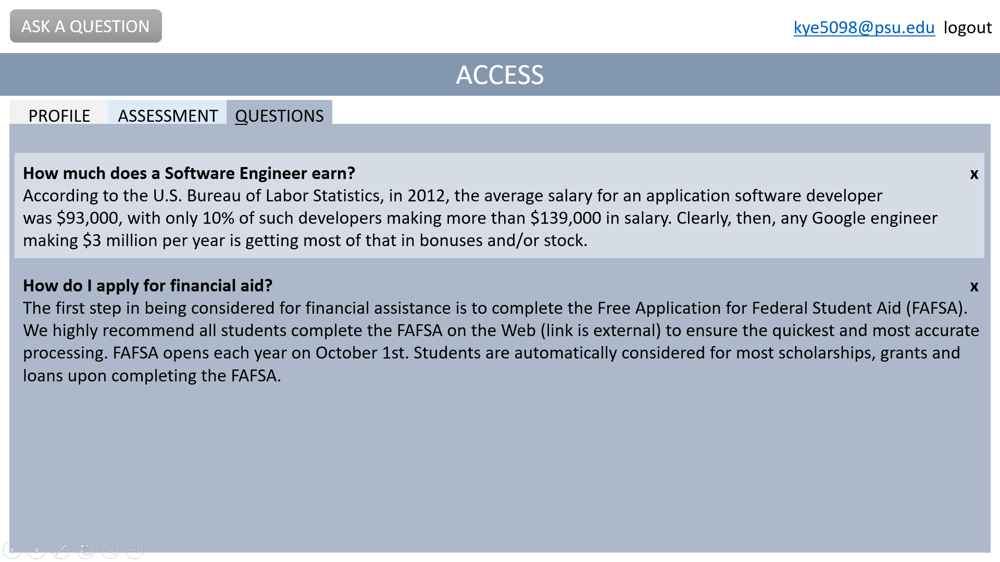 ASK A QUESTION
kye5098@psu.edu logout
ACCESS
PROFILE ASSESSMENT QUESTIONS
How much does a Software Engineer earn? x
According to the U.S. Bureau of Labor Statistics, in 2012, the average salary for an application software developer
was $93,000, with only 10% of such developers making more than $139,000 in salary. Clearly, then, any Google engineer
making $3 million per year is getting most of that in bonuses and/or stock.
How do I apply for financial aid? x
The first step in being considered for financial assistance is to complete the Free Application for Federal Student Aid (FAFSA).
We highly recommend all students complete the FAFSA on the Web (link is external) to ensure the quickest and most accurate
processing. FAFSA opens each year on October 1st. Students are automatically considered for most scholarships, grants and
loans upon completing the FAFSA.